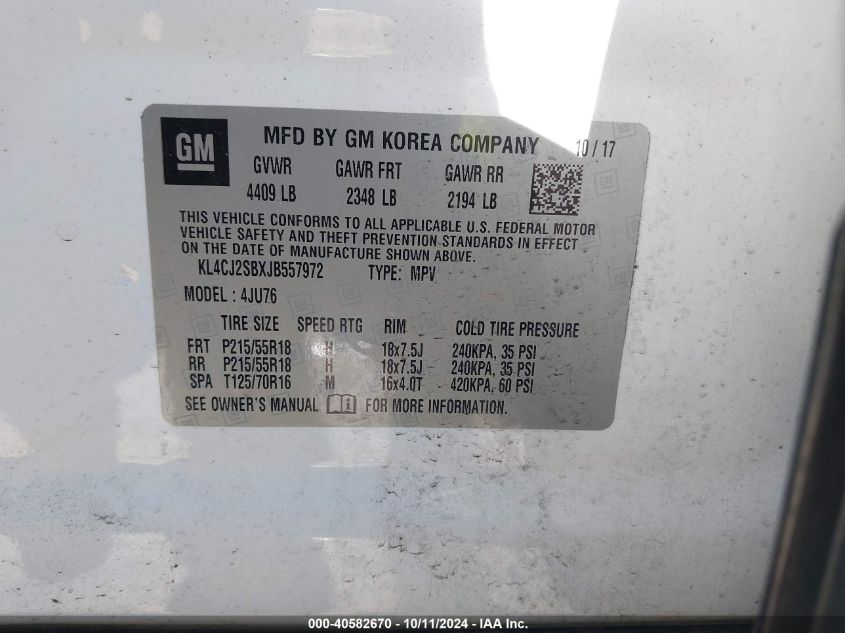 GM MFD BY GM KOREA COMPANY 10/17
GVWR GAWR FRT GAWR RR
4409 LB 2348 LB 2194 LB
THIS VEHICLE CONFORMS TO ALL APPLICABLE U.S. FEDERAL MOTOR
VEHICLE SAFETY AND THEFT PREVENTION STANDARDS IN EFFECT
ON THE DATE OF MANUFACTURE SHOWN ABOVE.
KL4CJ2SBXJB557972 TYPE: MPV
MODEL : 4JU76
TIRE SIZE SPEED RTG RIM COLD TIRE PRESSURE
FRT P215/55R18 H 18x7.5J 240KPA, 35 PSI
RR P215/55R18 H 18x7.5J 240KPA, 35 PSI
SPA T125/70R16 M 16x4.0T 420KPA, 60 PSI
SEE OWNER'S MANUAL FOR MORE INFORMATION.
000-40582670 - 10/11/2024 - IAA Inc.